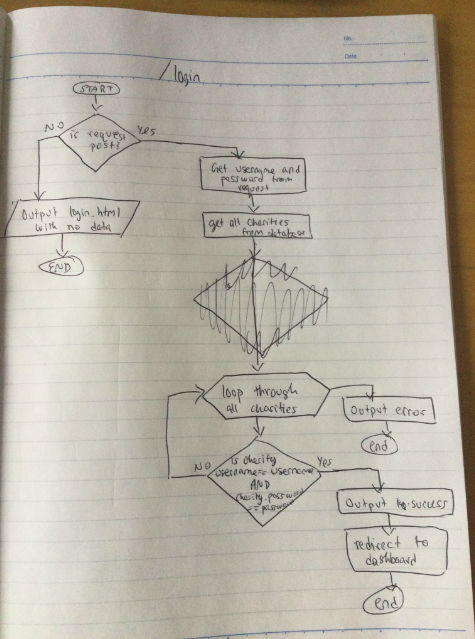 No.
Date
/login
START
is request
post?
NO
Yes
Get username and
password from
request
Output login.html
with no data
get all charities
from database
END
loop through
all charities
Output error
end
is charity
username== username
AND
charity.password
== password
NO
Yes
Output success
redirect to
dashboard
end